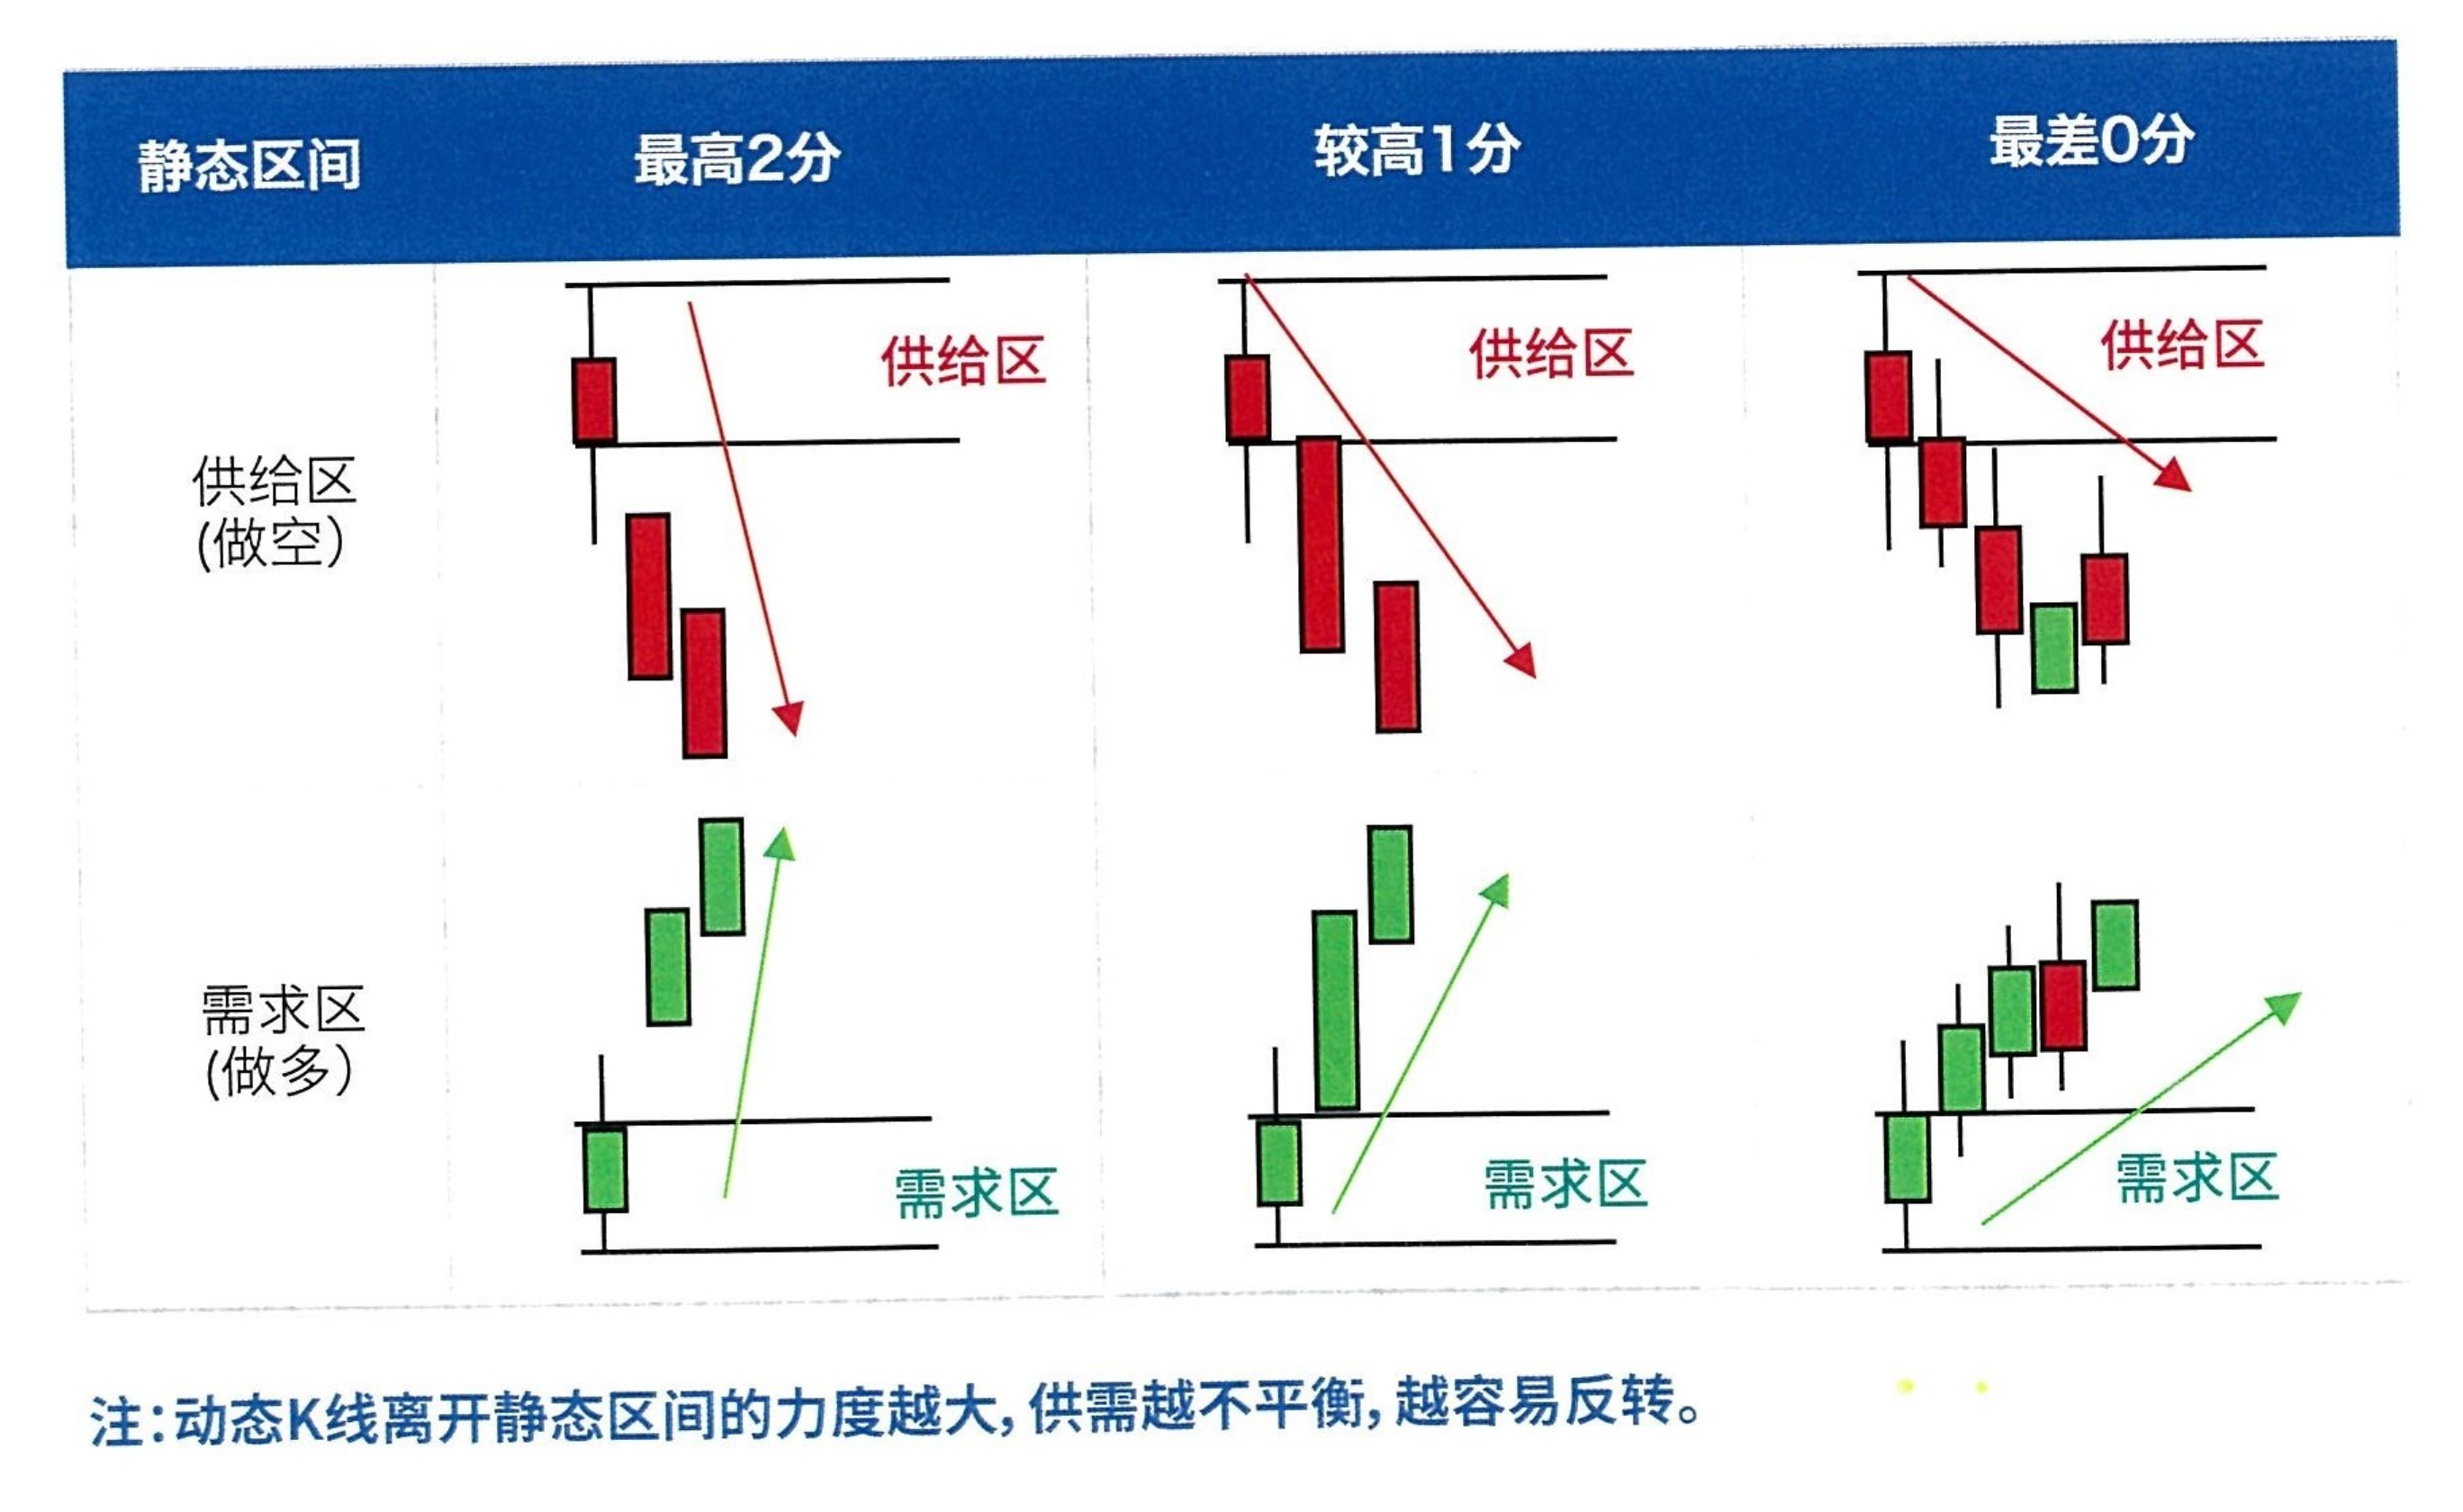 静态区间 最高2分 较高1分 最差0分
供给区 供给区 供给区
供给区
(做空)
需求区
(做多)
需求区 需求区 需求区
注:动态K线离开静态区间的力度越大,供需越不平衡,越容易反转。